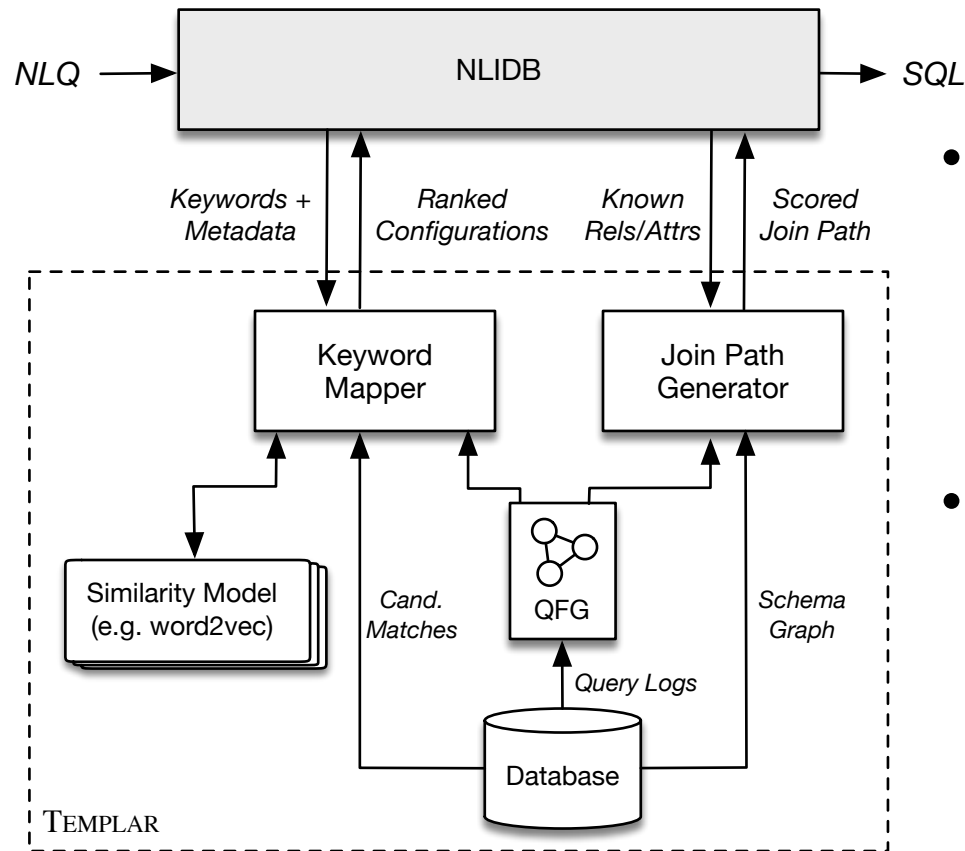 NLIDB
NLQ
SQL
Keywords +
Metadata
Ranked
Configurations
Known
Rels/Attrs
Scored
Join Path
Keyword
Mapper
Join Path
Generator
Similarity Model
(e.g. word2vec)
Cand.
Matches
QFG
Schema
Graph
Query Logs
Database
TEMPLAR